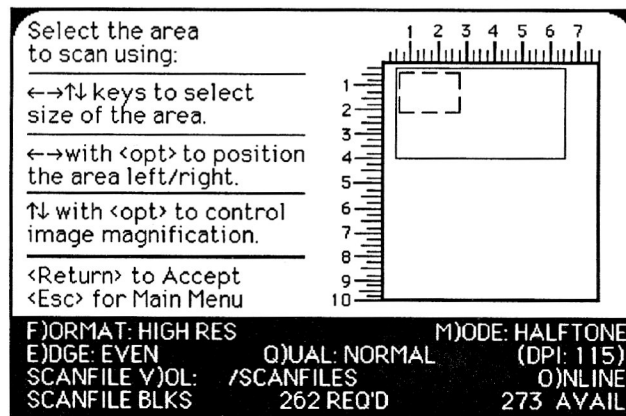 Select the area
to scan using:
←→↑↓ keys to select
size of the area.
←→with <opt> to position
the area left/right.
↑↓ with <opt> to control
image magnification.
<Return> to Accept
<Esc> for Main Menu
1 2 3 4 5 6 7
1
2
3
4
5
6
7
8
9
10
F)ORMAT: HIGH RES M)ODE: HALFTONE
E)DGE: EVEN Q)UAL: NORMAL (DPI: 115)
SCANFILE V)OL: /SCANFILES O)NLINE
SCANFILE BLKS 262 REQ'D 273 AVAIL